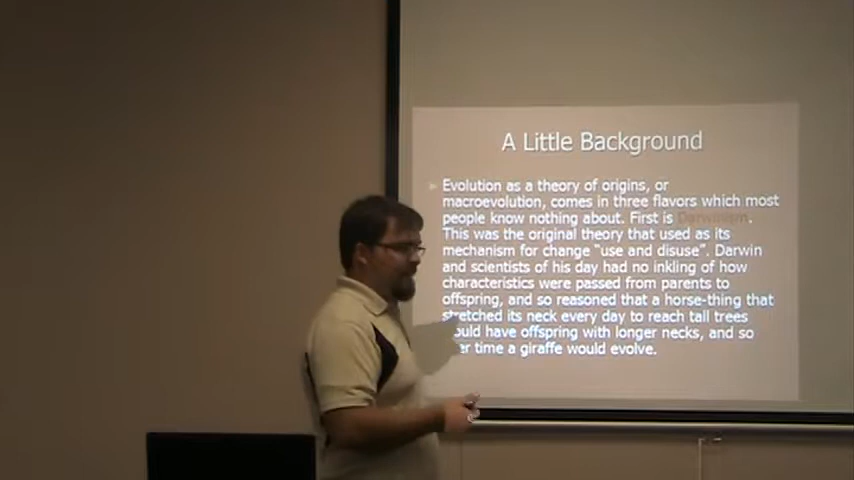 A Little Background
Evolution as a theory of origins, or
macroevolution, comes in three flavors which most
people know nothing about. First is Darwinism.
This was the original theory that used as its
mechanism for change "use and disuse". Darwin
and scientists of his day had no inkling of how
characteristics were passed from parents to
offspring, and so reasoned that a horse-thing that
stretched its neck every day to reach tall trees
would have offspring with longer necks, and so
time a giraffe would evolve.